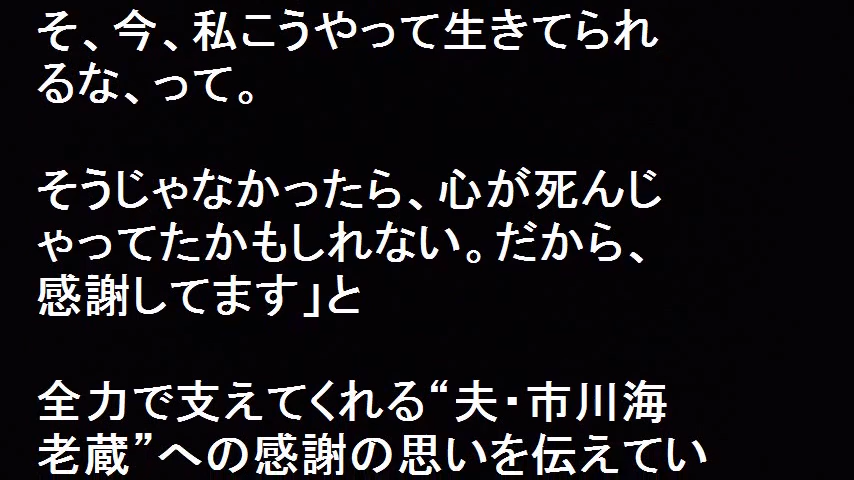 そ、今、私こうやって生きてられ
るな、って。
そうじゃなかったら、心が死んじ
ゃってたかもしれない。だから、
感謝してます」と
全力で支えてくれる“夫・市川海
老蔵”への感謝の思いを伝えてい